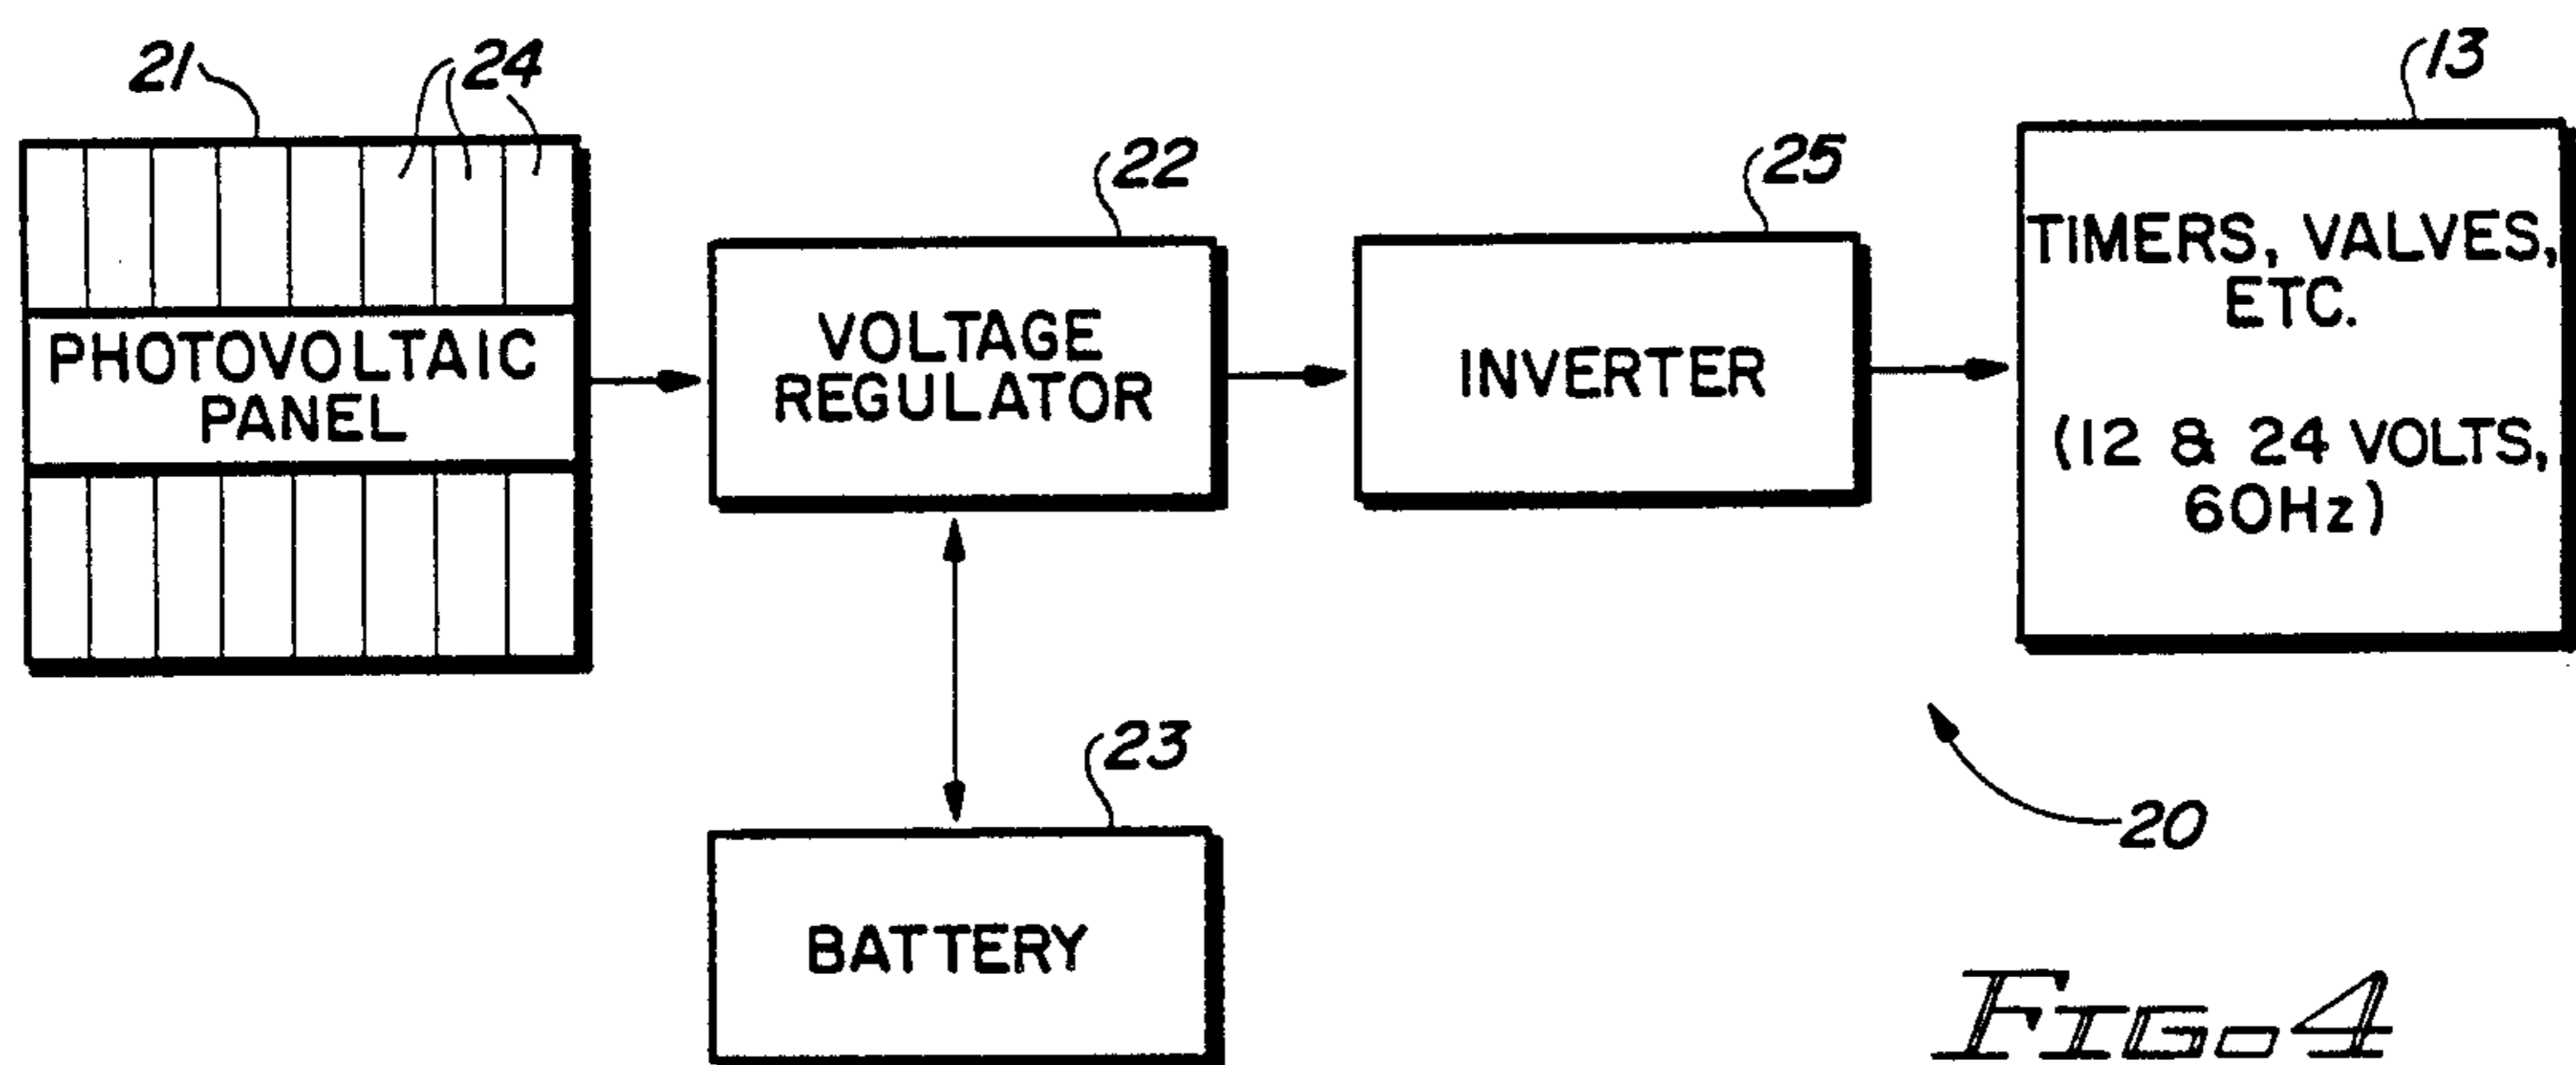 21
24
PHOTOVOLTAIC
PANEL
22
VOLTAGE
REGULATOR
23
BATTERY
25
INVERTER
13
TIMERS, VALVES,
ETC.
(12 & 24 VOLTS,
60Hz)
20
FIG. 4